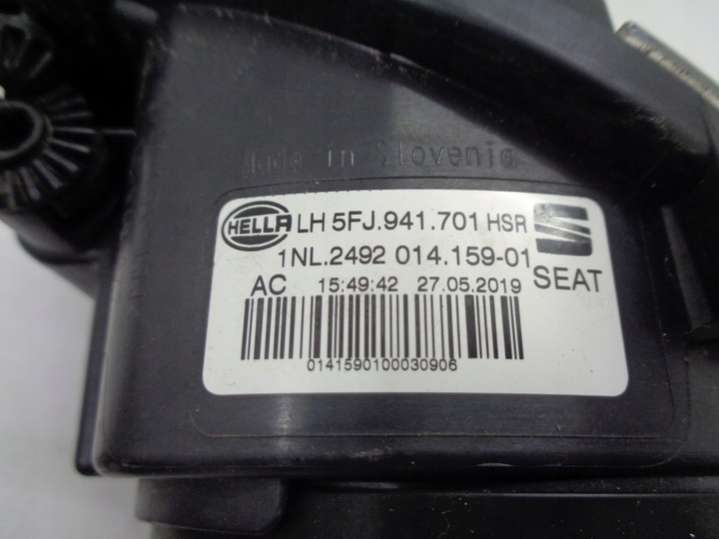 Made in Slovenia
HELLA LH 5FJ.941.701 HSR
1NL.2492 014.159-01
SEAT
AC 15:49:42 27.05.2019
0141590100030906